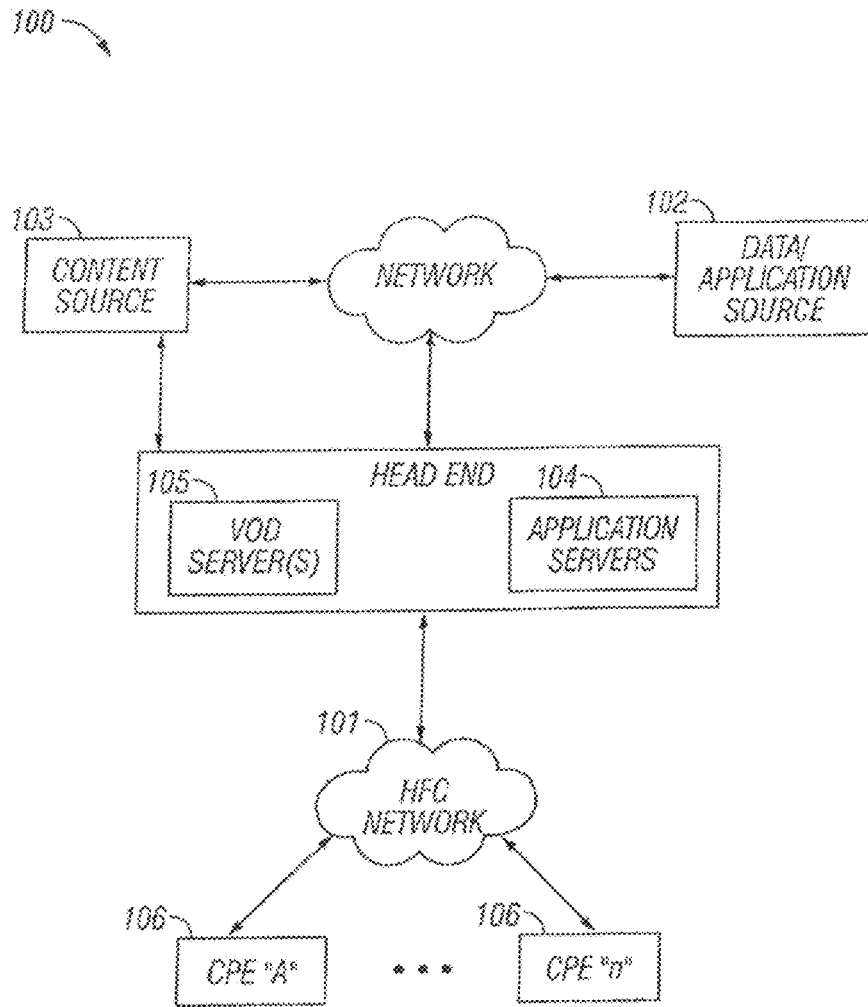 100
103
CONTENT
SOURCE
NETWORK
102
DATA/
APPLICATION
SOURCE
HEAD END
105
VOD
SERVER(S)
104
APPLICATION
SERVERS
101
HFC
NETWORK
106
CPE "A"
• • •
106
CPE "n"